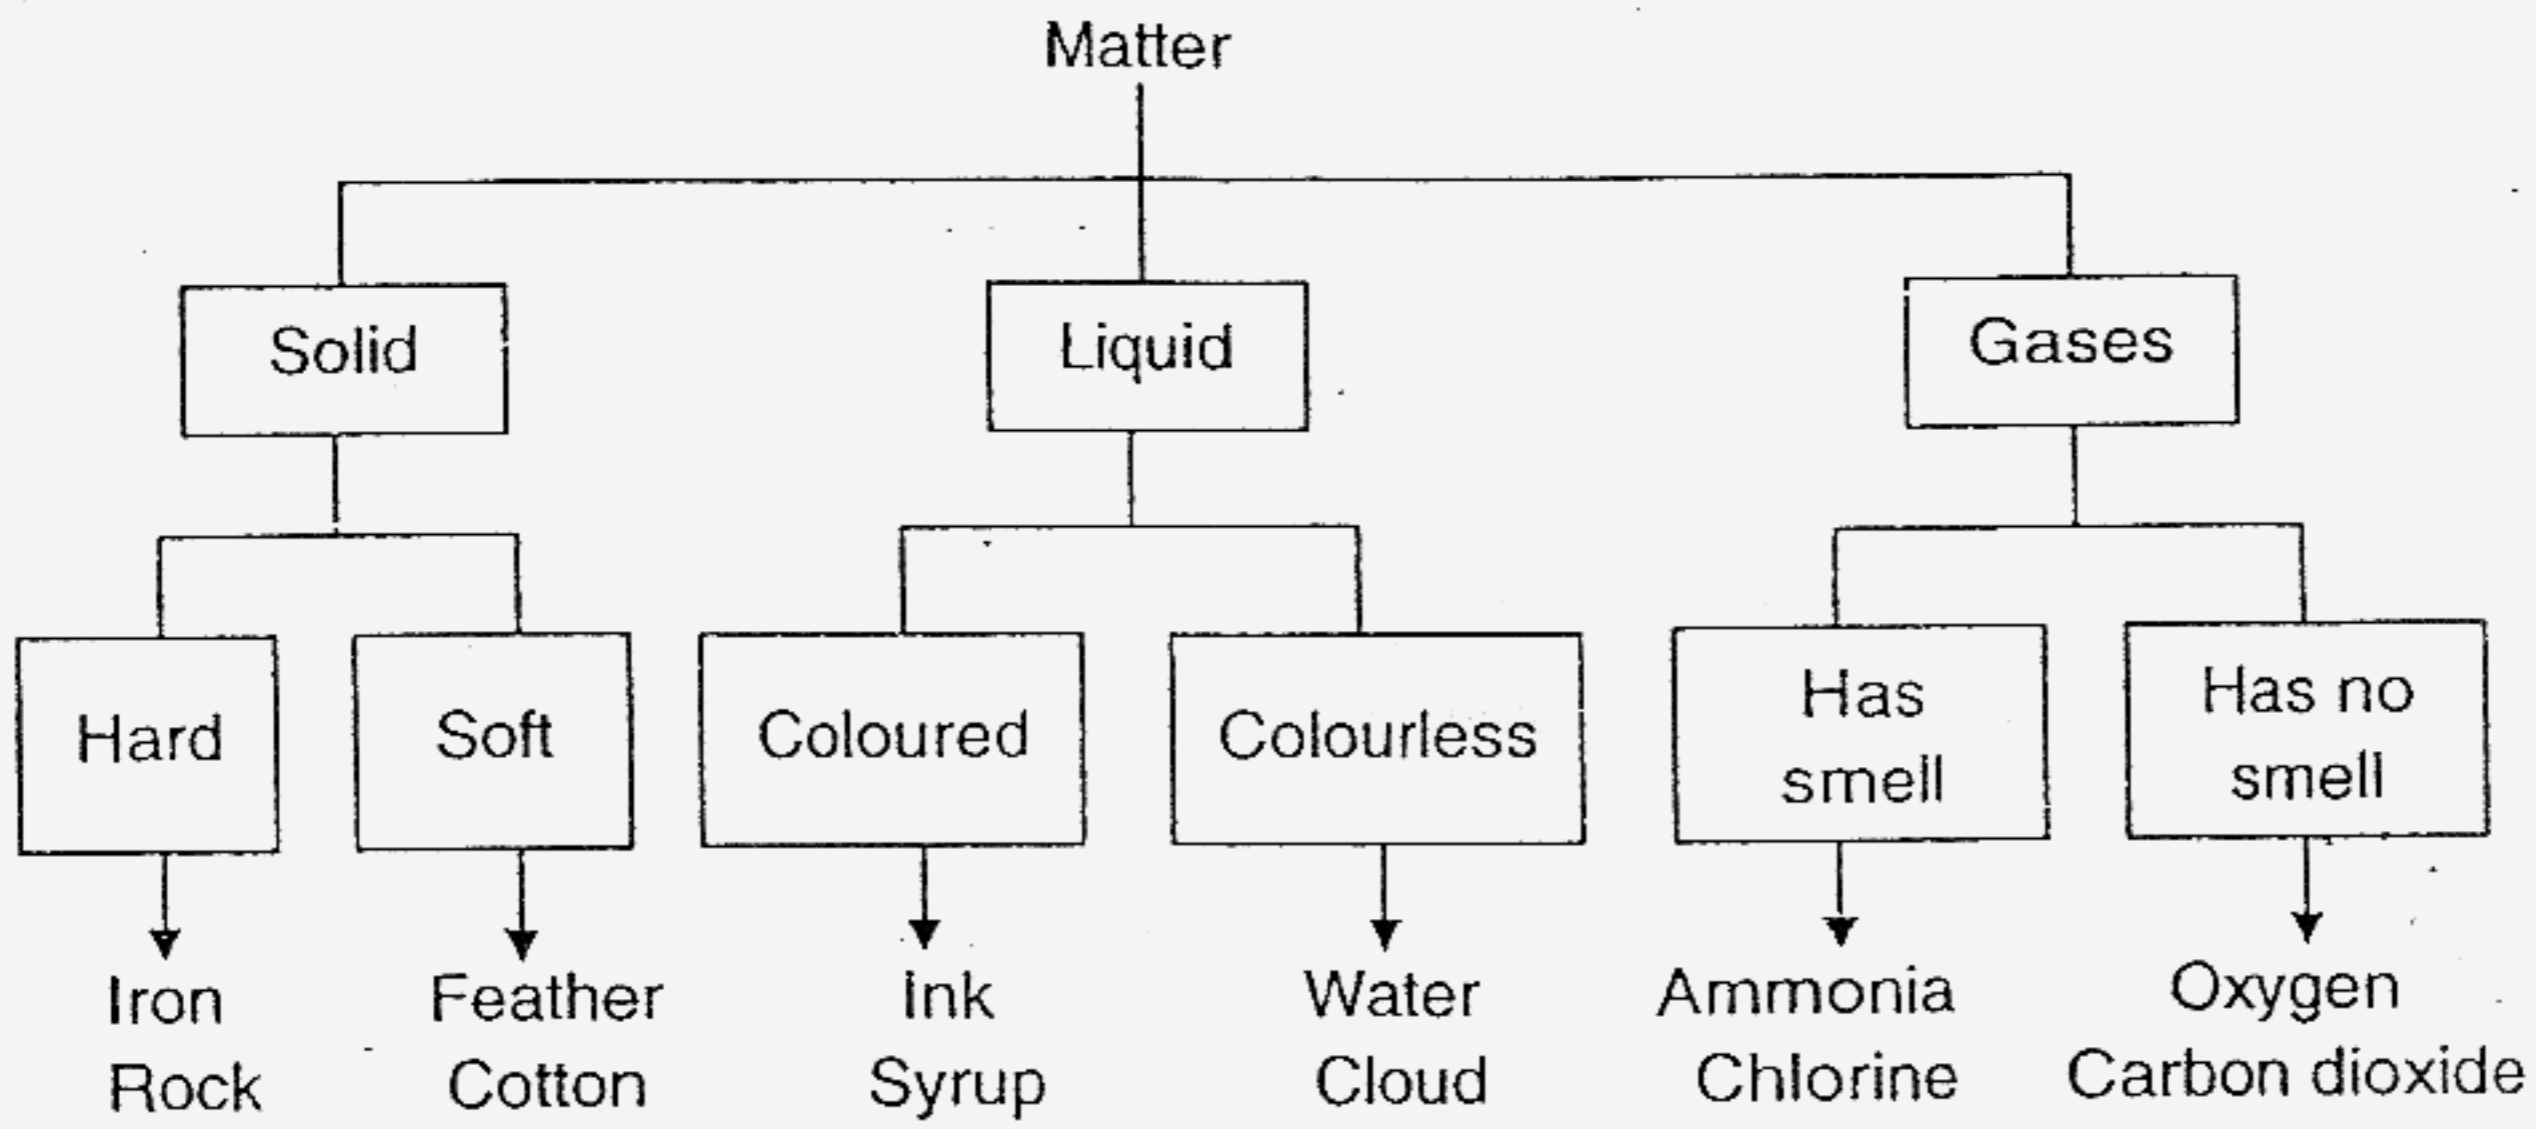 Matter
Solid
Liquid
Gases
Hard
Soft
Coloured
Colourless
Has
smell
Has no
smell
Iron
Rock
Feather
Cotton
Ink
Syrup
Water
Cloud
Ammonia
Chlorine
Oxygen
Carbon dioxide